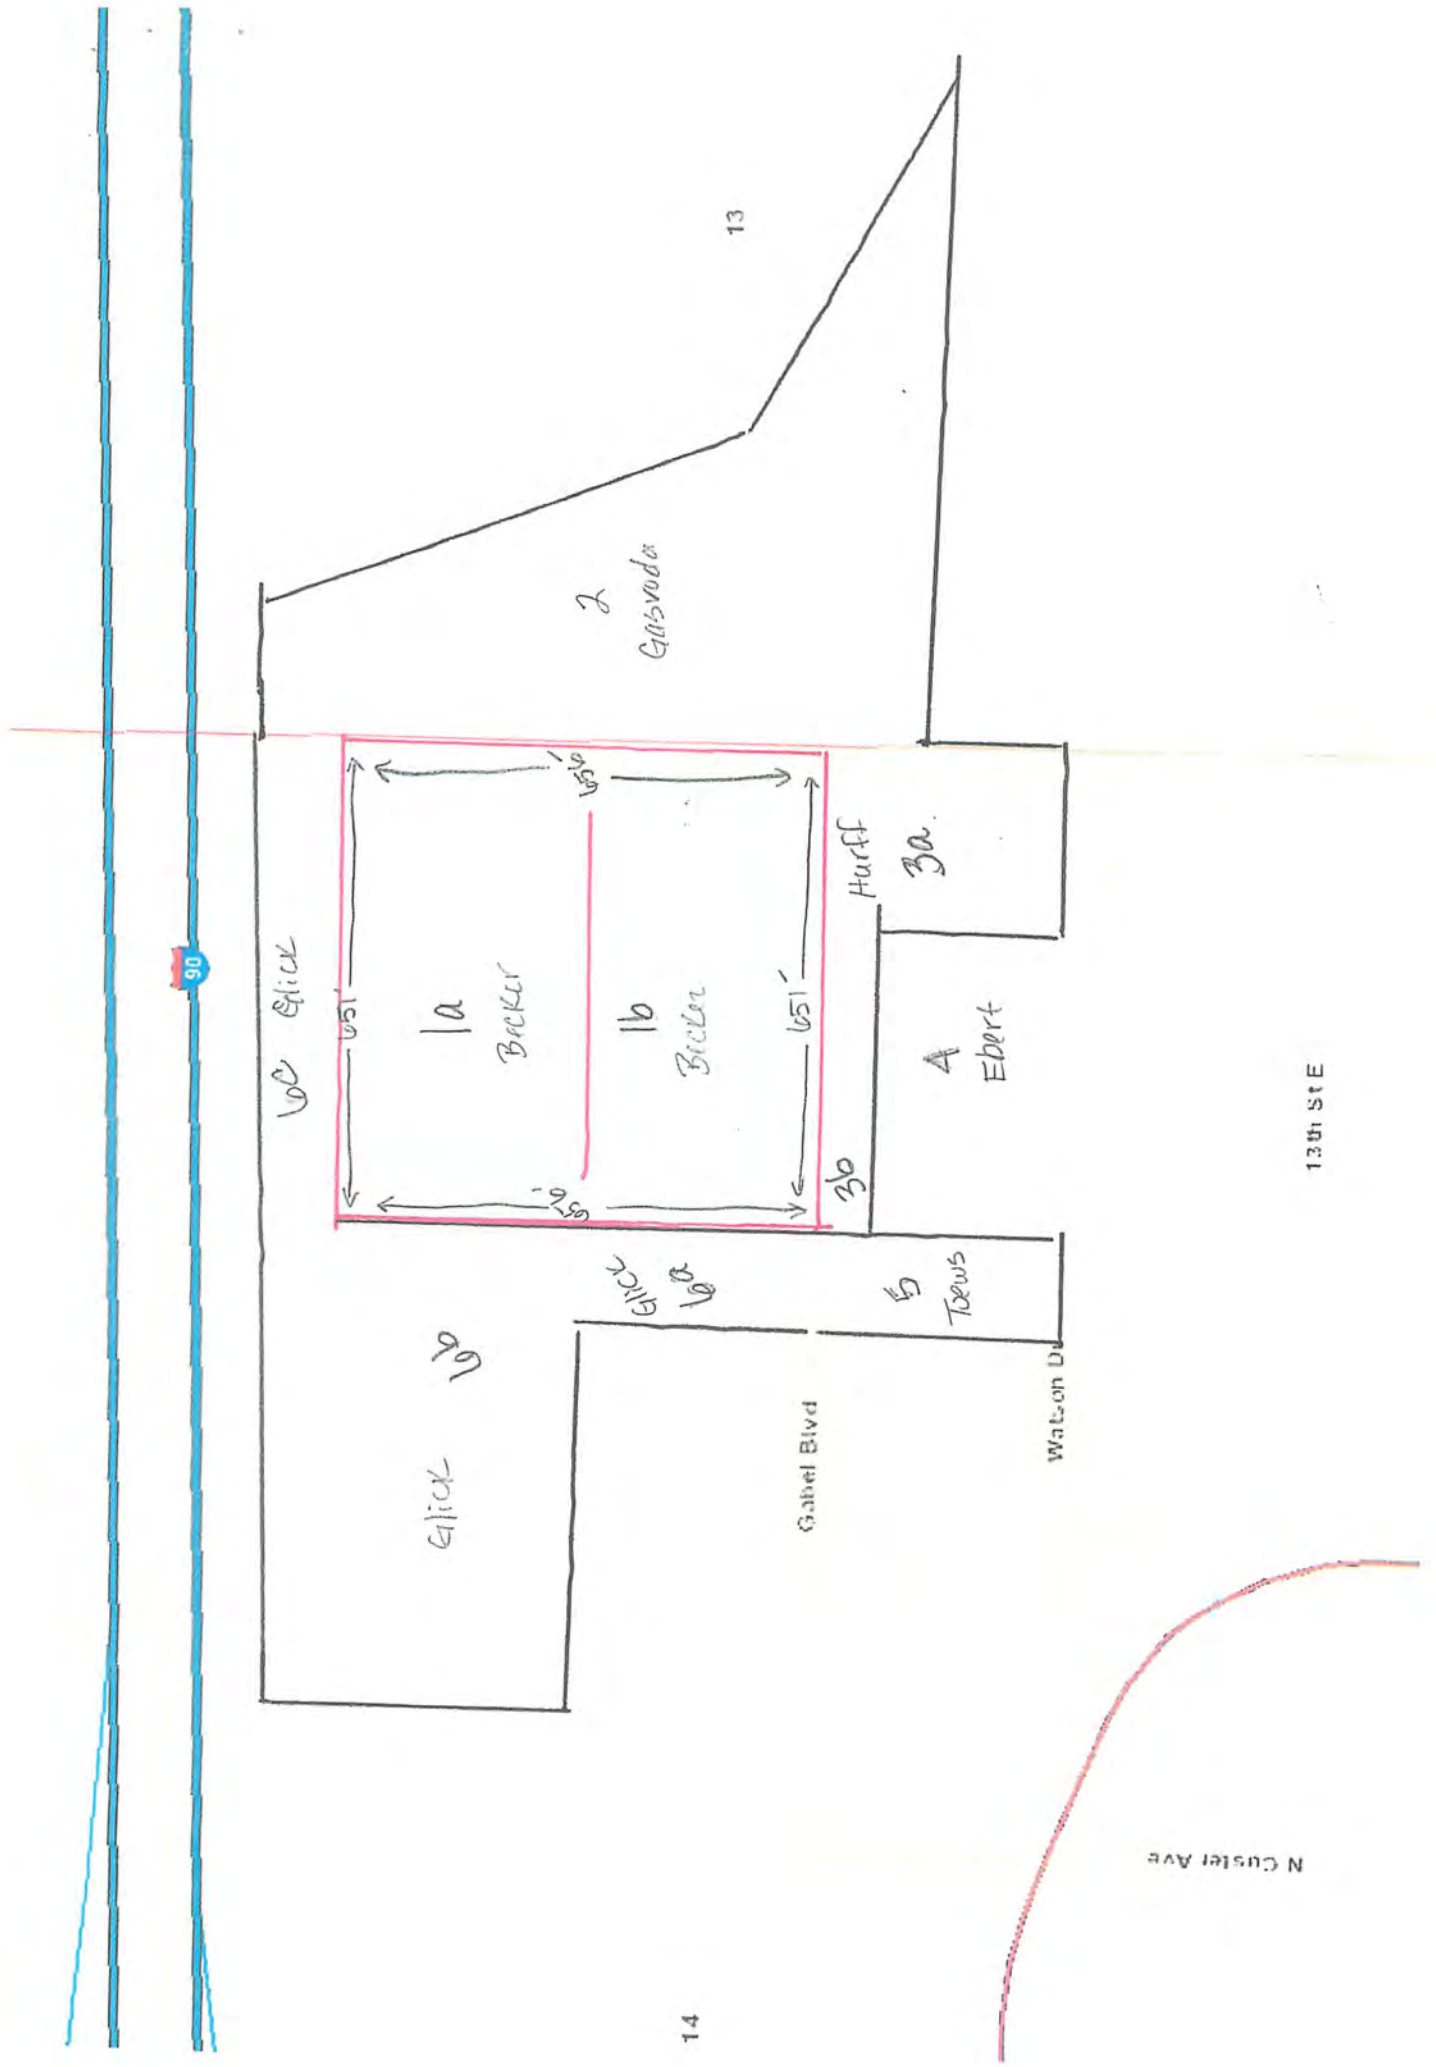 90
13
14
6c Glick
651'
1a
Becker
656'
656'
1b
Becker
651'
2
Gasvoda
Glick 6b
Glick
6a
3b
Hurff
3a.
4
Ebert
5
Toews
Gabel Blvd
Watson Dr
13th St E
N Custer Ave